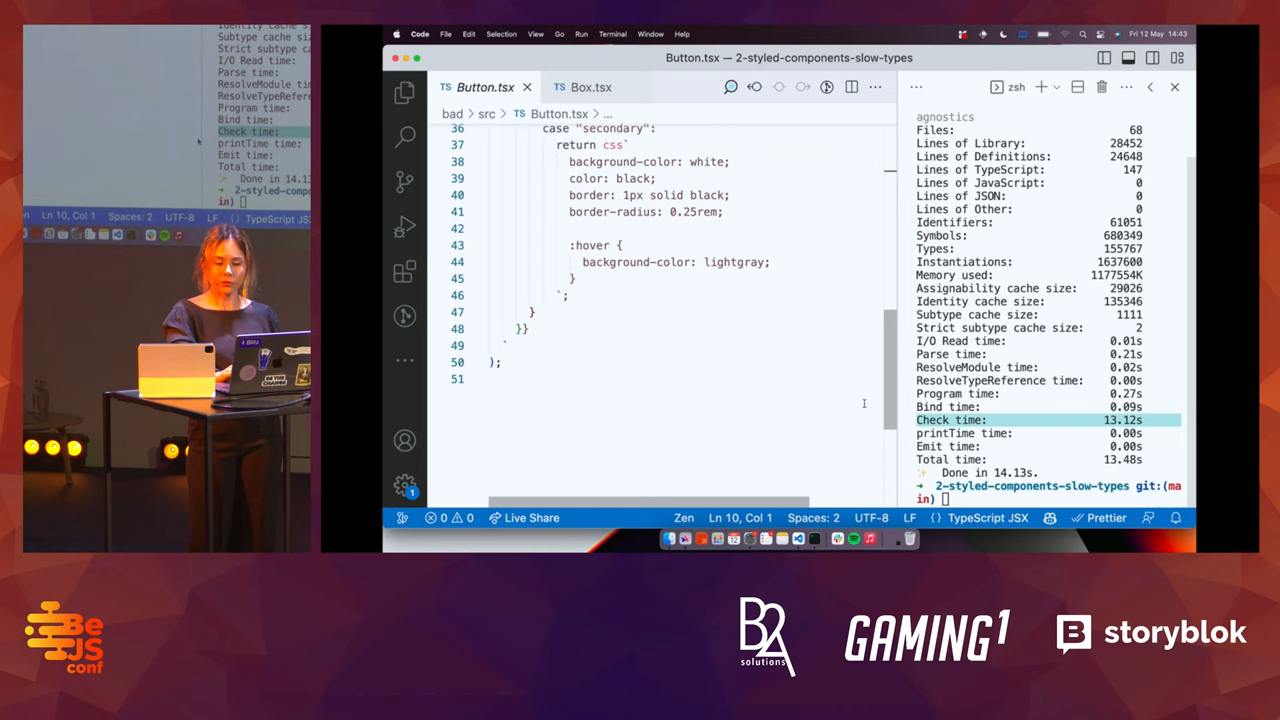 Identity cache si
Subtype cache siz
Strict subtype ca
I/O Read time:
Parse time:
ResolveModule tim
ResolveTypeRefere
Program time:
Bind time:
Check time:
printTime time:
Emit time:
Total time:
✨ Done in 14.13
➜ 2-styled-compo
in) []
Ln 10, Col 1 Spaces: 2 UTF-8 LF {} TypeScript JSX
Code File Edit Selection View Go Run Terminal Window Help
Fri 12 May 14:43
Button.tsx — 2-styled-components-slow-types
TS Button.tsx × TS Box.tsx
bad > src > TS Button.tsx > ...
36 case "secondary":
37 return css`
38 background-color: white;
39 color: black;
40 border: 1px solid black;
41 border-radius: 0.25rem;
42
43 :hover {
44 background-color: lightgray;
45 }
46 `;
47 }
48 }}
49 `
50 );
51
zsh
agnostics
Files: 68
Lines of Library: 28452
Lines of Definitions: 24648
Lines of TypeScript: 147
Lines of JavaScript: 0
Lines of JSON: 0
Lines of Other: 0
Identifiers: 61051
Symbols: 680349
Types: 155767
Instantiations: 1637600
Memory used: 1177554K
Assignability cache size: 29026
Identity cache size: 135346
Subtype cache size: 1111
Strict subtype cache size: 2
I/O Read time: 0.01s
Parse time: 0.21s
ResolveModule time: 0.02s
ResolveTypeReference time: 0.00s
Program time: 0.27s
Bind time: 0.09s
Check time: 13.12s
printTime time: 0.00s
Emit time: 0.00s
Total time: 13.48s
✨ Done in 14.13s.
➜ 2-styled-components-slow-types git:(ma
in) []
1
0 0 Live Share Zen Ln 10, Col 1 Spaces: 2 UTF-8 LF {} TypeScript JSX Prettier
Be
JS
conf
B2
solutions
GAMING1
B storyblok